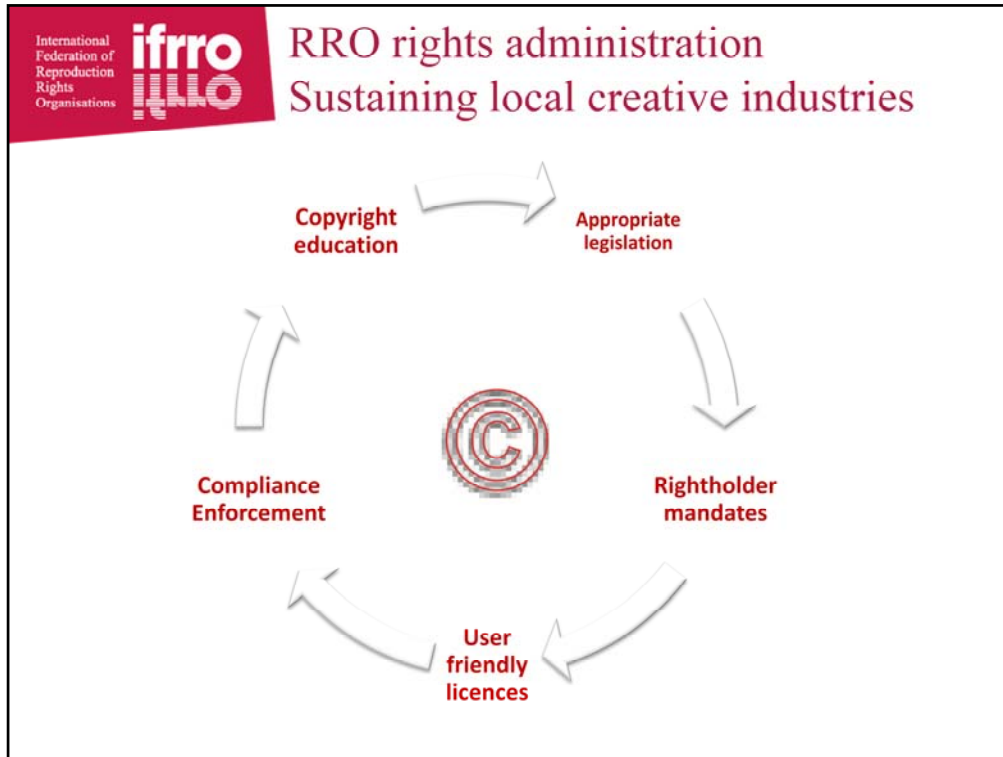 International
Federation of
Reproduction
Rights
Organisations
ifrro
RRO rights administration
Sustaining local creative industries
Copyright
education
Appropriate
legislation
Rightholder
mandates
User
friendly
licences
Compliance
Enforcement
©